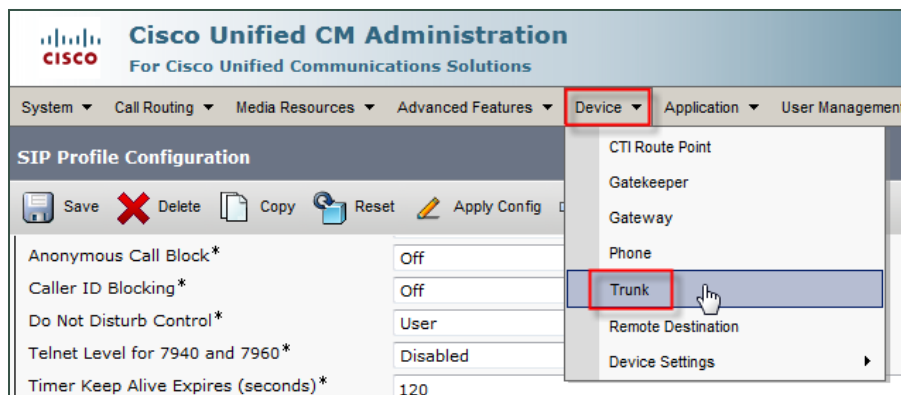 Cisco Unified CM Administration
CISCO
For Cisco Unified Communications Solutions
System Call Routing Media Resources Advanced Features Device Application User Management
SIP Profile Configuration
Save Delete Copy Reset Apply Config
CTI Route Point
Gatekeeper
Gateway
Phone
Trunk
Remote Destination
Device Settings
Anonymous Call Block* Off
Caller ID Blocking* Off
Do Not Disturb Control* User
Telnet Level for 7940 and 7960* Disabled
Timer Keep Alive Expires (seconds)* 120